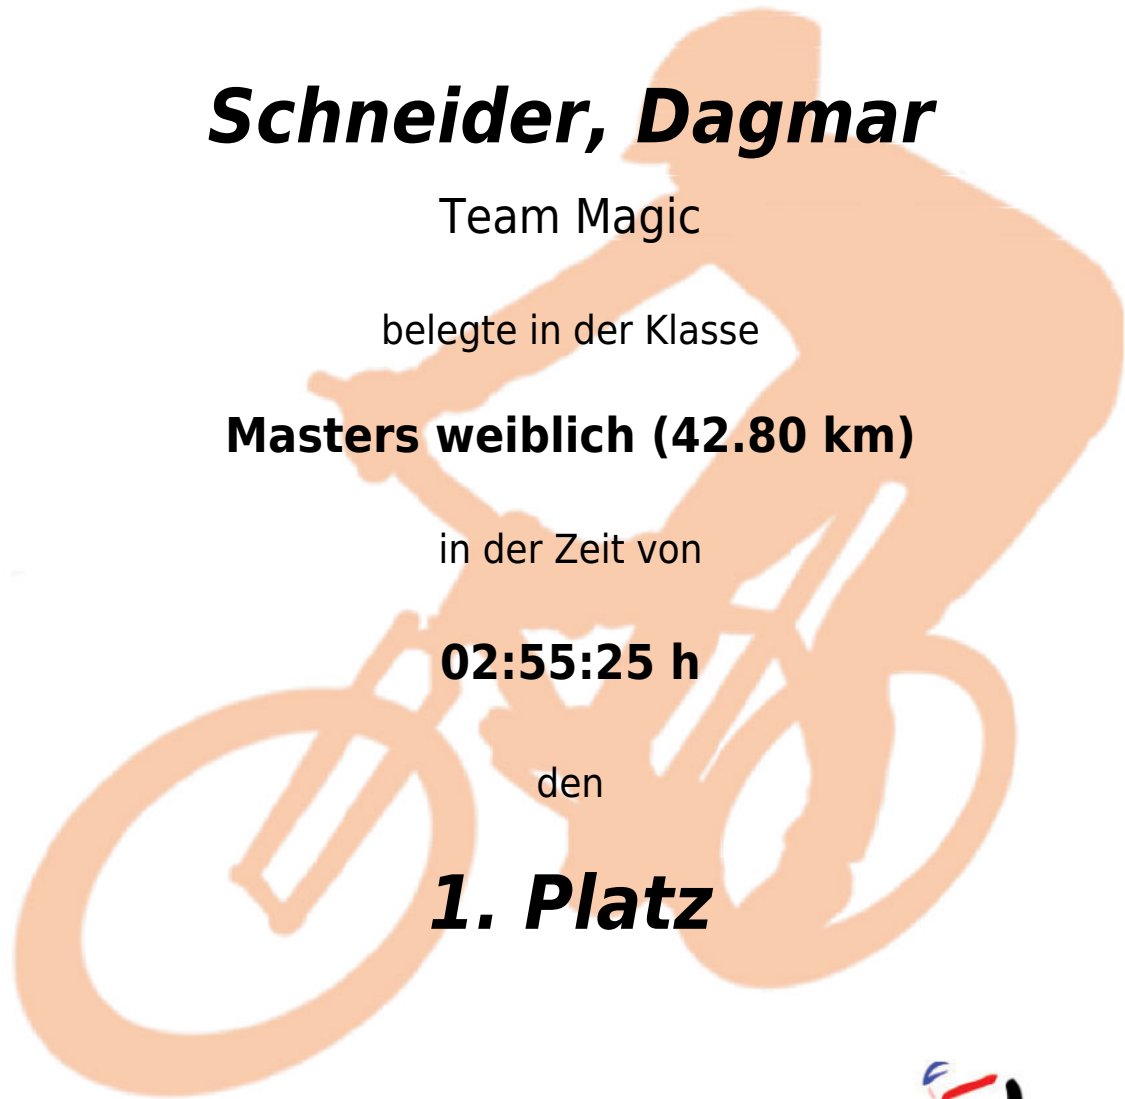 Schneider, Dagmar
Team Magic
belegte in der Klasse
Masters weiblich (42.80 km)
in der Zeit von
02:55:25 h
den
1. Platz